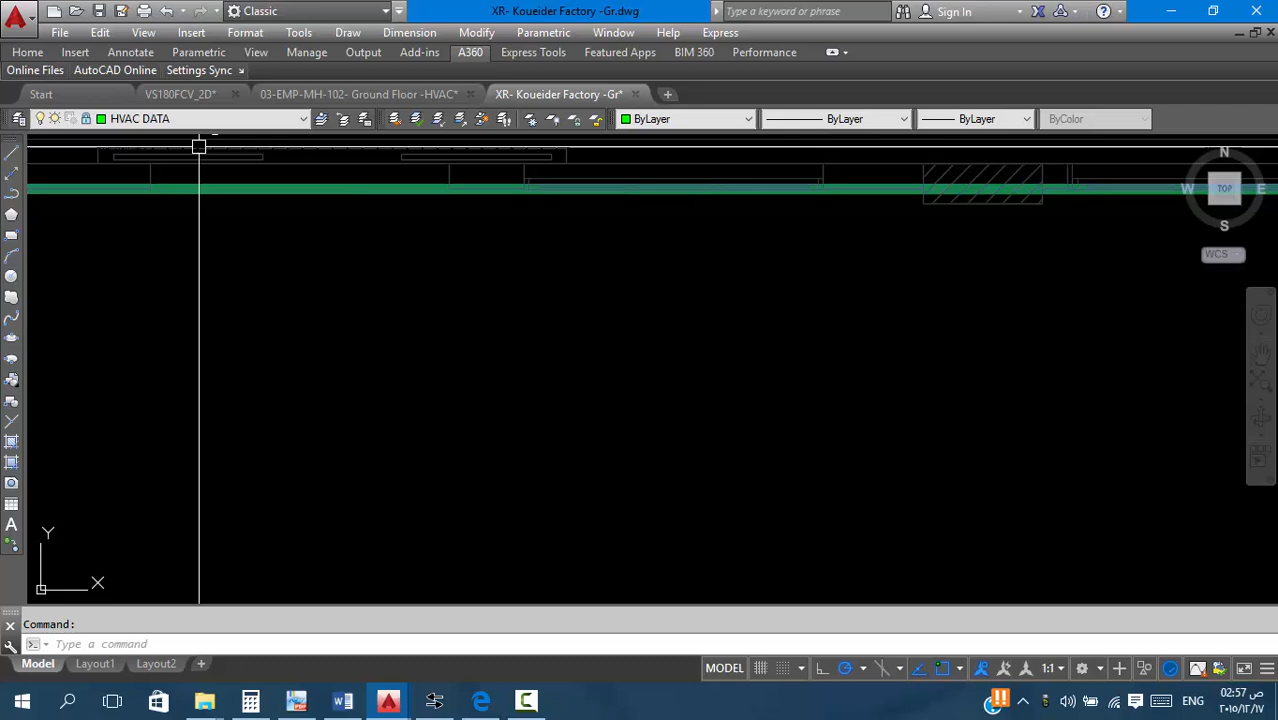 Classic
XR- Koueider Factory -Gr.dwg
Type a keyword or phrase
Sign In
File Edit View Insert Format Tools Draw Dimension Modify Parametric Window Help Express
Home Insert Annotate Parametric View Manage Output Add-ins A360 Express Tools Featured Apps BIM 360 Performance
Online Files AutoCAD Online Settings Sync
Start VS180FCV_2D* 03-EMP-MH-102- Ground Floor -HVAC* XR- Koueider Factory -Gr*
HVAC DATA ByLayer ByLayer ByLayer ByColor
N
W TOP E
S
WCS
Y
X
Command:
Type a command
Model Layout1 Layout2 +
MODEL 1:1
ENG
02:57 ص
٢٠١٥/١٢/١٧